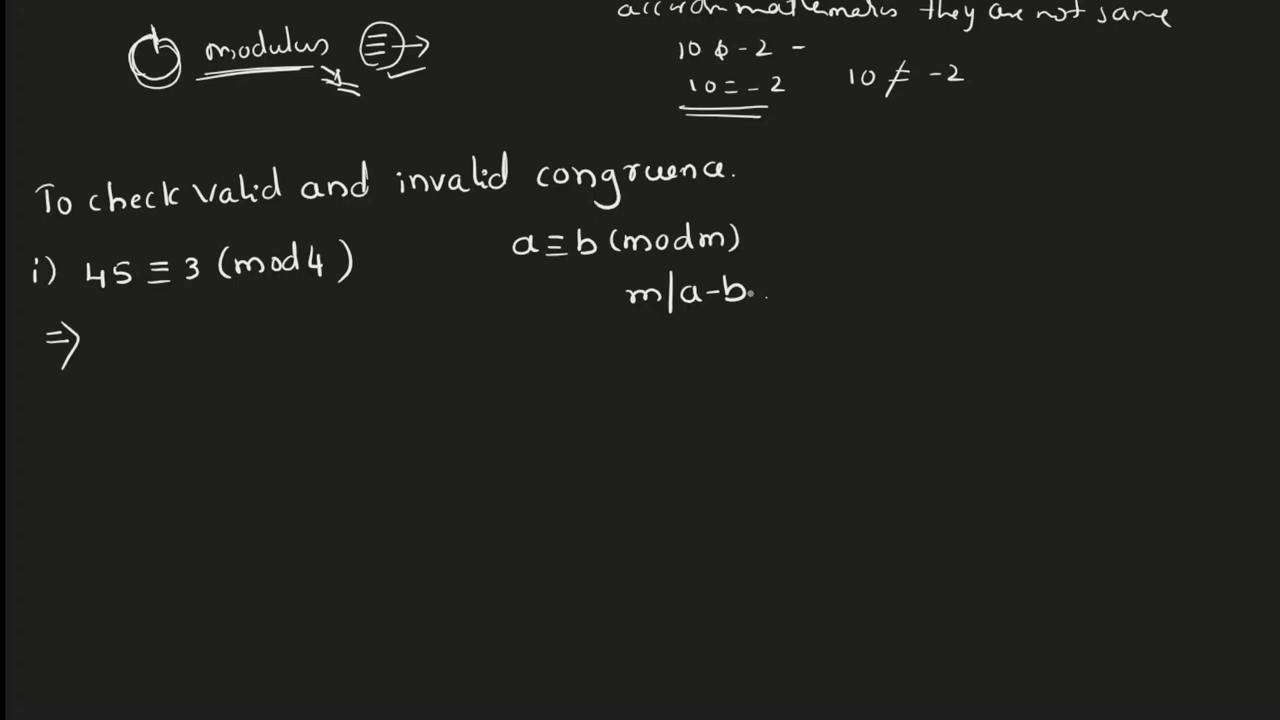 mathematics they are not same
modulus
10 & -2 -
10 = -2 10 ≠ -2
To check valid and invalid congruence.
i) 45 ≡ 3 (mod 4) a ≡ b (mod m)
m|a-b
⇒